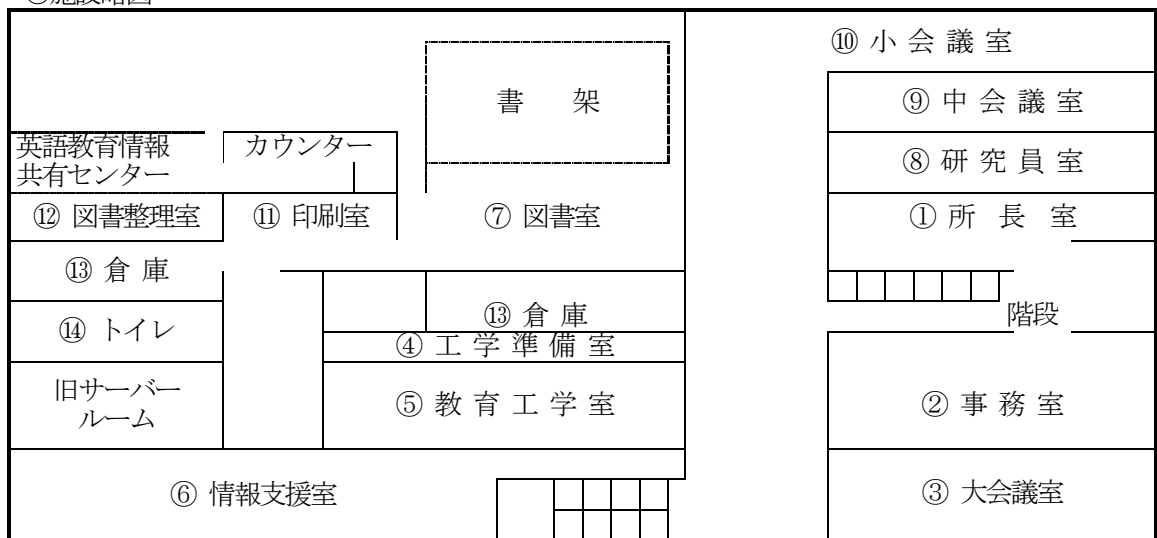 ⑩ 小 会 議 室
書 架
⑨ 中 会 議 室
英語教育情報
共有センター
カウンター
⑧ 研 究 員 室
⑫ 図書整理室
⑪ 印刷室
⑦ 図書室
① 所 長 室
⑬ 倉 庫
⑬ 倉 庫
階段
⑭ トイレ
④ 工 学 準 備 室
旧サーバー
ルーム
⑤ 教 育 工 学 室
② 事 務 室
⑥ 情報支援室
③ 大会議室